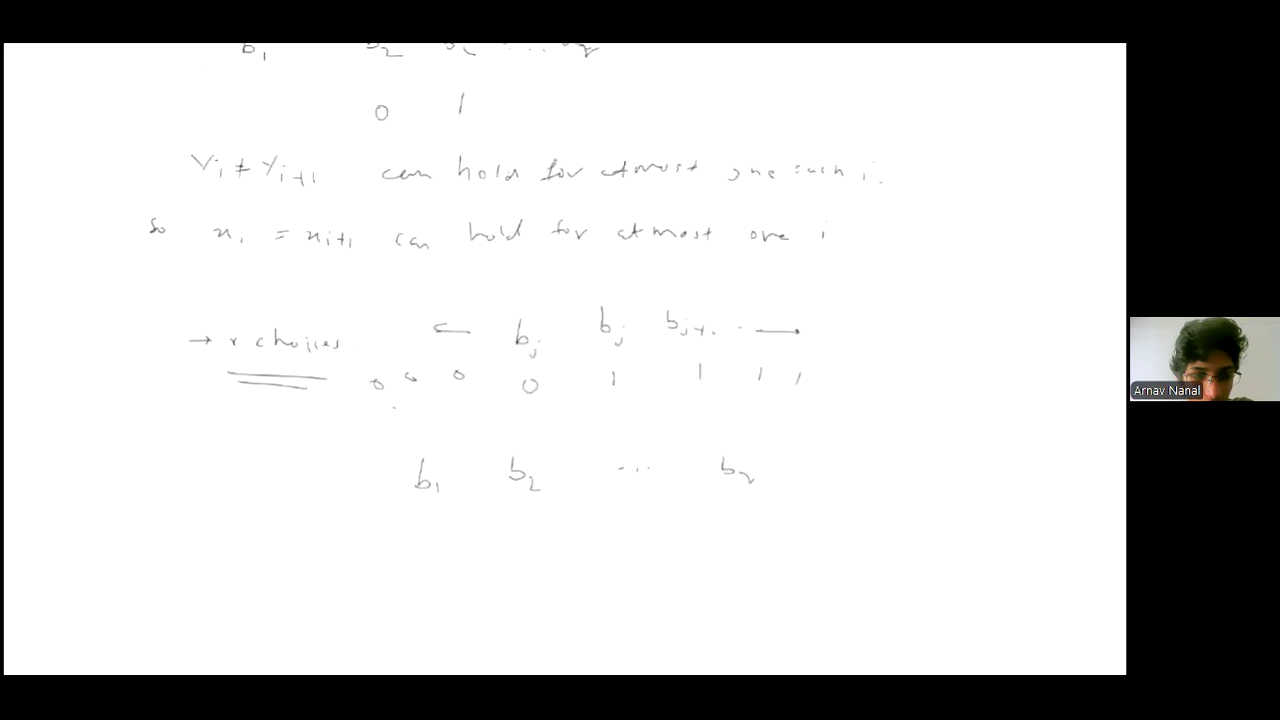 b₁ b₂
0 1
Yᵢ ≠ Yᵢ₊₁ can hold for atmost one such i.
So xᵢ = xᵢ₊₁ can hold for atmost one i
→ r choices ← bⱼ bⱼ bⱼ₊₁ ·· →
0 0 0 0 1 1 1 1
b₁ b₂ ... bᵣ
Arnav Nanal